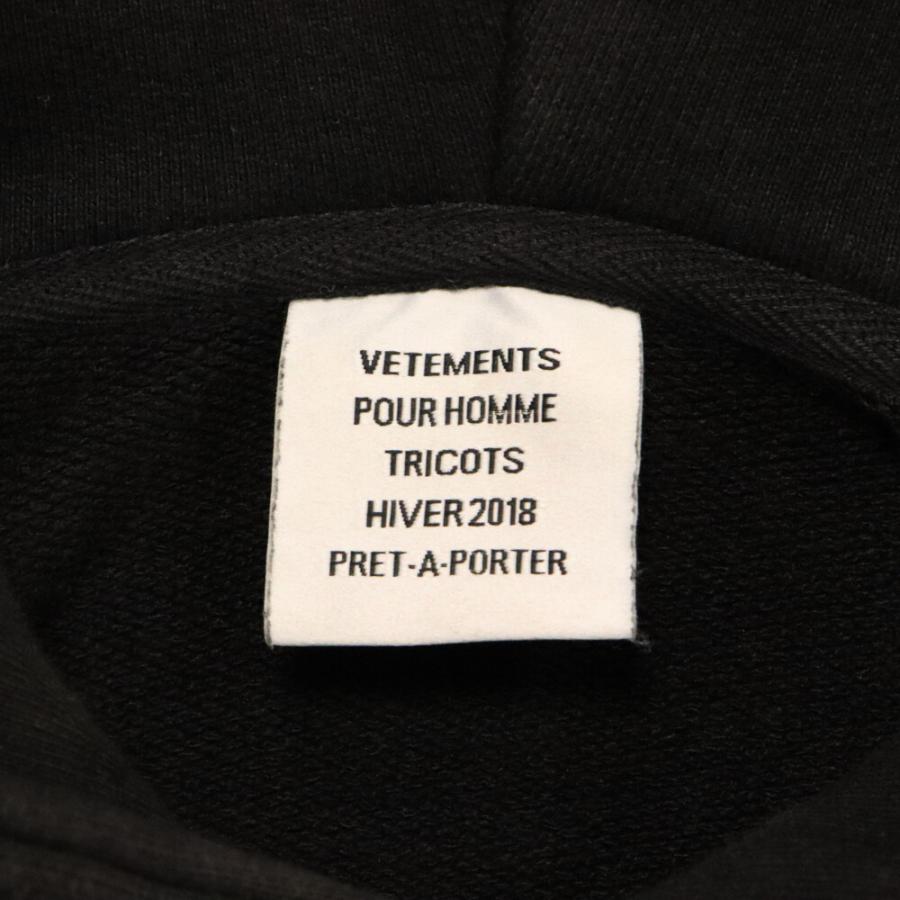 VETEMENTS
POUR HOMME
TRICOTS
HIVER 2018
PRET-A-PORTER